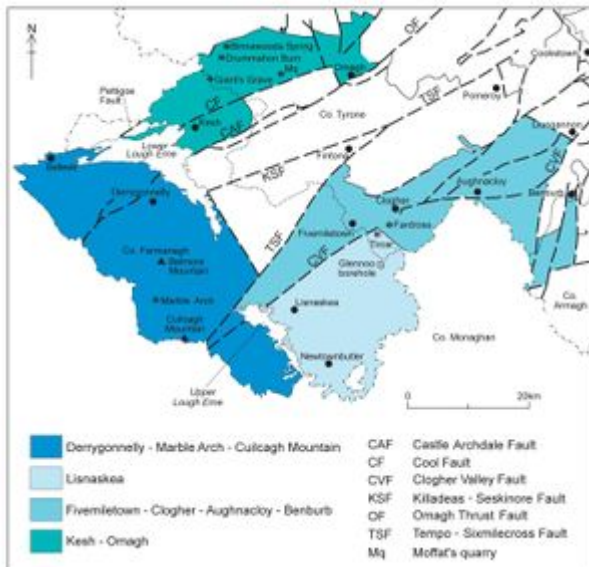 N
OF
Cookstown
Binnawooda Spring
Drummahon Burn
Mq
Giant's Grave
Omagh
Pettigoe
Fault
CF
TSF
Pomeroy
Co. Tyrone
Kesh
CAF
Dungannon
Lower
Lough Erne
Fintona
CVF
Belleek
KSF
Aughnacloy
Derrygonnelly
Clogher
Benburb
Fivemiletown
Fardross
TSF
Co. Fermanagh
CVF
Belmore
Mountain
Glennoo
borehole
Co.
Armagh
Marble Arch
Lisnaskea
Cuilcagh
Mountain
Co. Monaghan
Newtownbutler
Upper
Lough Erne
0 20km
Derrygonnelly - Marble Arch - Cuilcagh Mountain
Lisnaskea
Fivemiletown - Clogher - Aughnacloy - Benburb
Kesh - Omagh
CAF Castle Archdale Fault
CF Cool Fault
CVF Clogher Valley Fault
KSF Killadeas - Seskinore Fault
OF Omagh Thrust Fault
TSF Tempo - Sixmilecross Fault
Mq Moffat's quarry